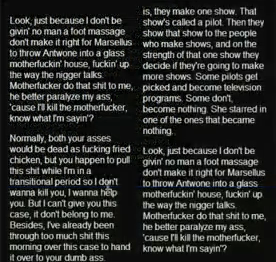 Look, just because I don't be
givin' no man a foot massage
don't make it right for Marsellus
to throw Antwone into a glass
motherfuckin' house, fuckin' up
the way the nigger talks.
Motherfucker do that shit to me,
he better paralyze my ass,
'cause I'll kill the motherfucker,
know what I'm sayin'?
Normally, both your asses
would be dead as fucking fried
chicken, but you happen to pull
this shit while I'm in a
transitional period so I don't
wanna kill you, I wanna help
you. But I can't give you this
case, it don't belong to me.
Besides, I've already been
through too much shit this
morning over this case to hand
it over to your dumb ass.
is, they make one show. That
show's called a pilot. Then they
show that show to the people
who make shows, and on the
strength of that one show they
decide if they're going to make
more shows. Some pilots get
picked and become television
programs. Some don't,
become nothing. She starred in
one of the ones that became
nothing.
Look, just because I don't be
givin' no man a foot massage
don't make it right for Marsellus
to throw Antwone into a glass
motherfuckin' house, fuckin' up
the way the nigger talks.
Motherfucker do that shit to me,
he better paralyze my ass,
'cause I'll kill the motherfucker,
know what I'm sayin'?